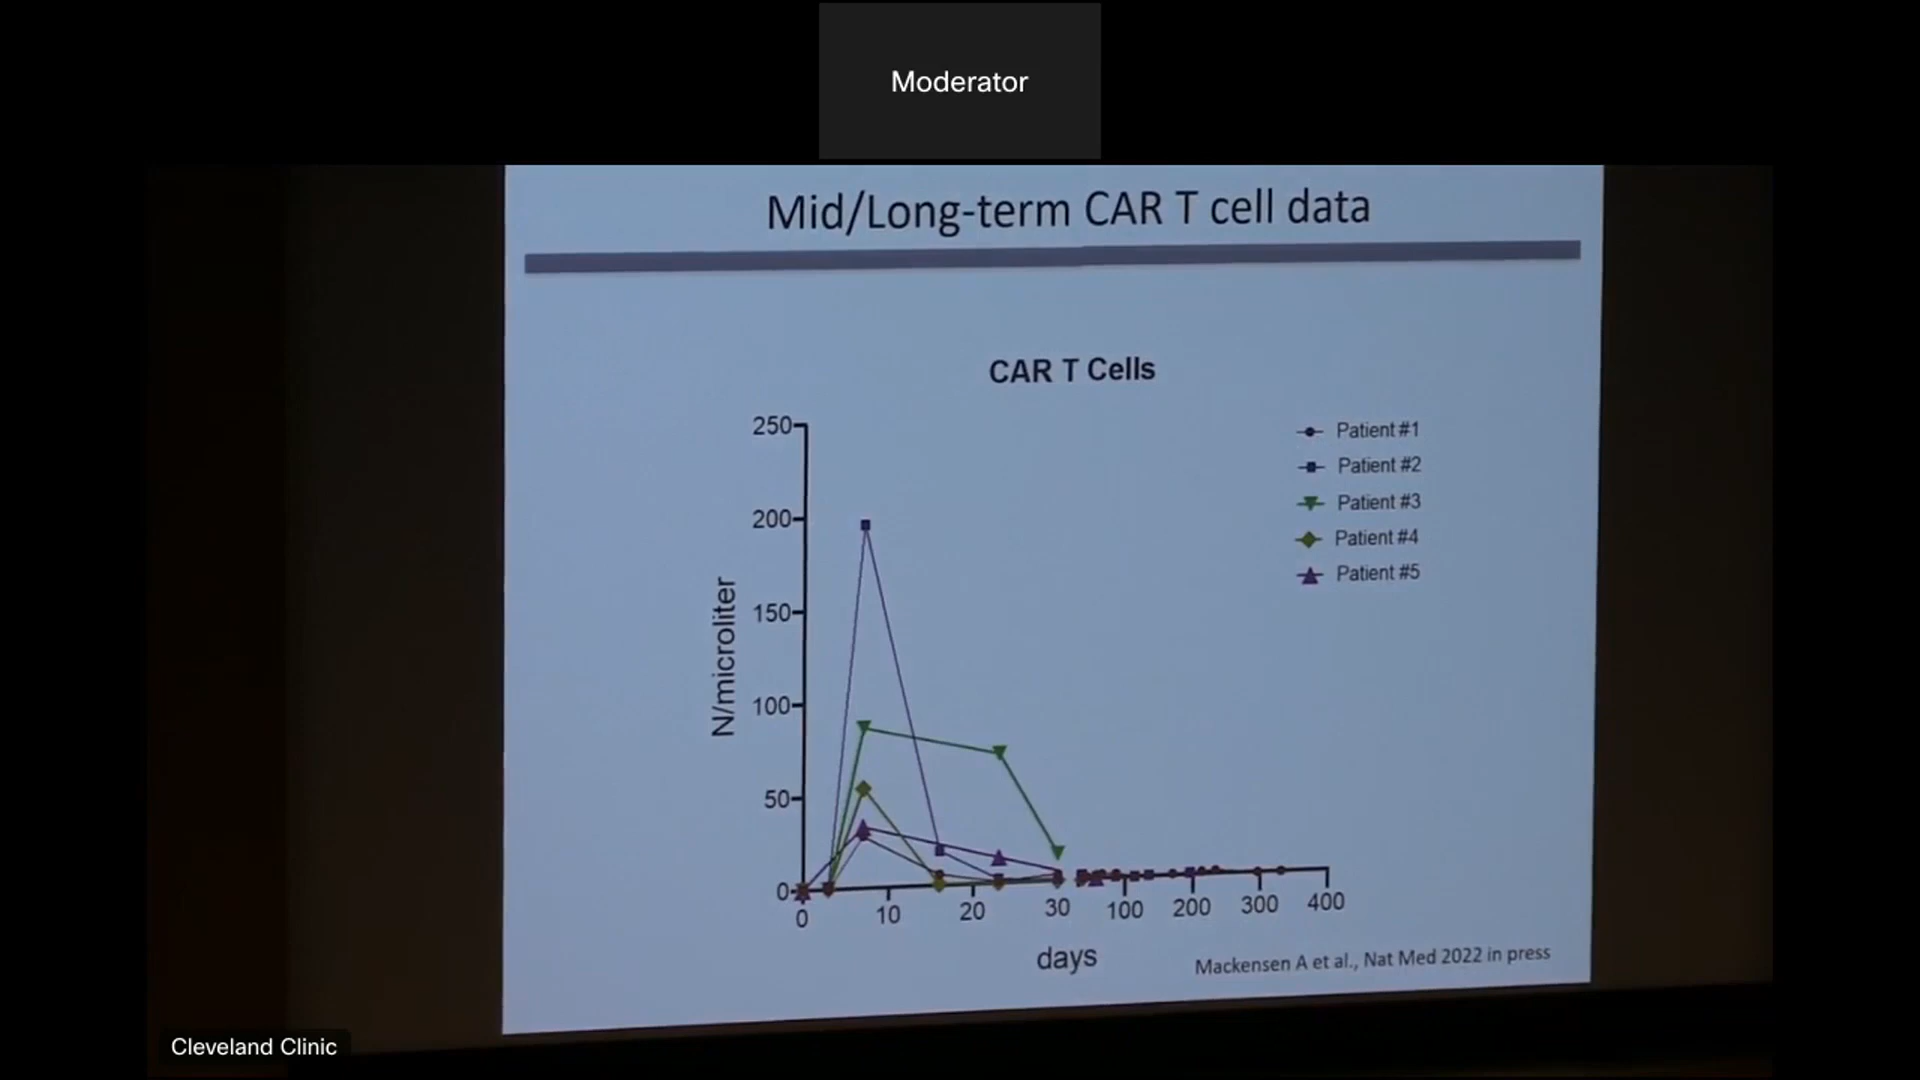 Moderator
Mid/Long-term CAR T cell data
CAR T Cells
250
200
150
100
50
0
N/microliter
Patient #1
Patient #2
Patient #3
Patient #4
Patient #5
0 10 20 30 100 200 300 400
days
Mackensen A et al., Nat Med 2022 in press
Cleveland Clinic